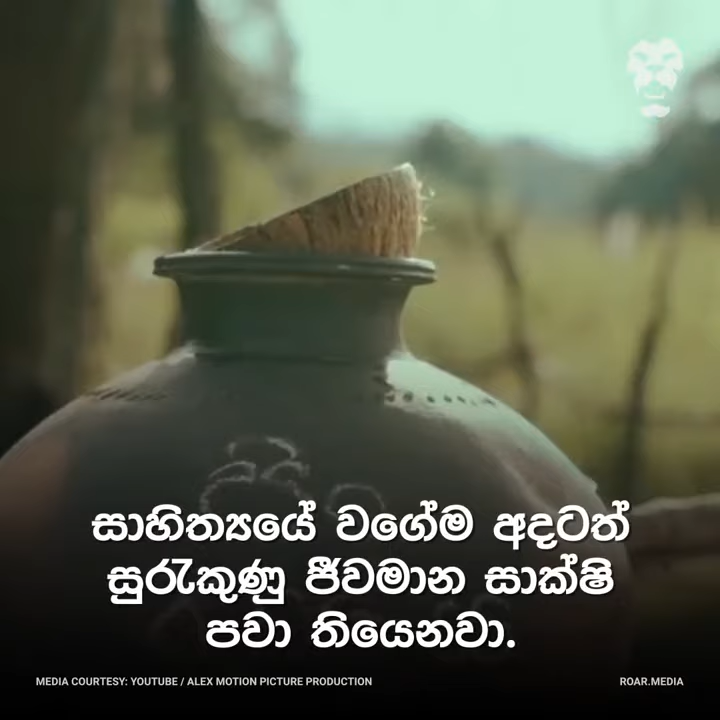 සාහිත්‍යයේ වගේම අදටත්
සුරැකුණු ජීවමාන සාක්ෂි
පවා තියෙනවා.
MEDIA COURTESY: YOUTUBE / ALEX MOTION PICTURE PRODUCTION
ROAR.MEDIA